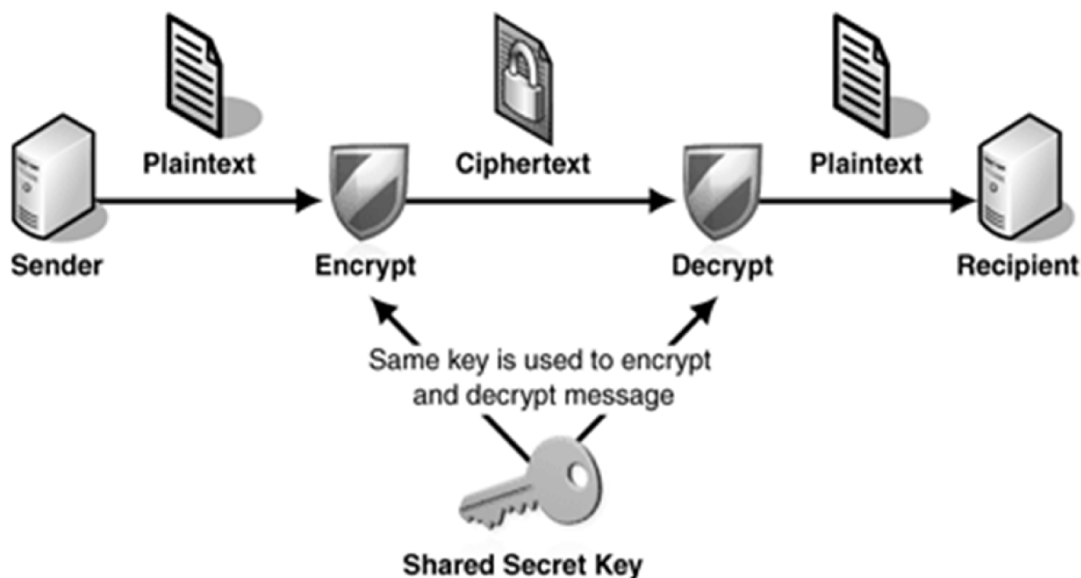 Plaintext
Ciphertext
Plaintext
Sender
Encrypt
Decrypt
Recipient
Same key is used to encrypt
and decrypt message
Shared Secret Key